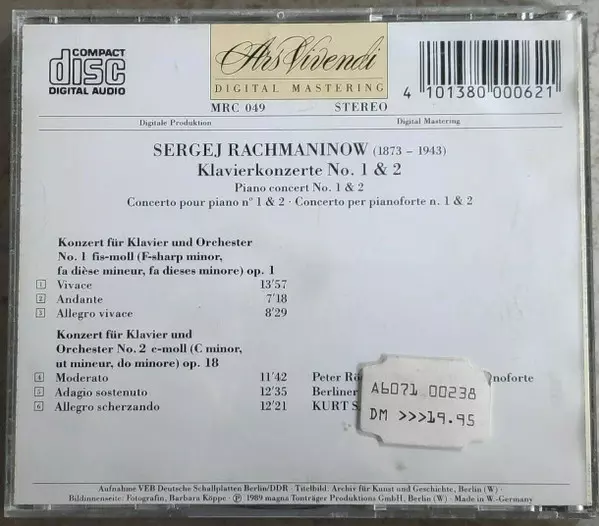 COMPACT
disc
DIGITAL AUDIO
Ars Vivendi
DIGITAL MASTERING
MRC 049 STEREO
4 101380 000621
Digitale Produktion Digital Mastering
SERGEJ RACHMANINOW (1873 – 1943)
Klavierkonzerte No. 1 & 2
Piano concert No. 1 & 2
Concerto pour piano n° 1 & 2 · Concerto per pianoforte n. 1 & 2
Konzert für Klavier und Orchester
No. 1 fis-moll (F-sharp minor,
fa dièse mineur, fa dieses minore) op. 1
1 Vivace 13'57
2 Andante 7'18
3 Allegro vivace 8'29
Konzert für Klavier und
Orchester No. 2 c-moll (C minor,
ut mineur, do minore) op. 18
4 Moderato 11'42 Peter
5 Adagio sostenuto 12'35 Berliner
6 Allegro scherzando 12'21 KURT S
A6071 00238
DM >>>19.95
Aufnahme VEB Deutsche Schallplatten Berlin/DDR · Titelbild: Archiv für Kunst und Geschichte, Berlin (W) ·
Bildinnenseite: Fotografin, Barbara Köppe · Ⓟ 1989 magna Tonträger Produktions GmbH, Berlin (W) · Made in W.-Germany